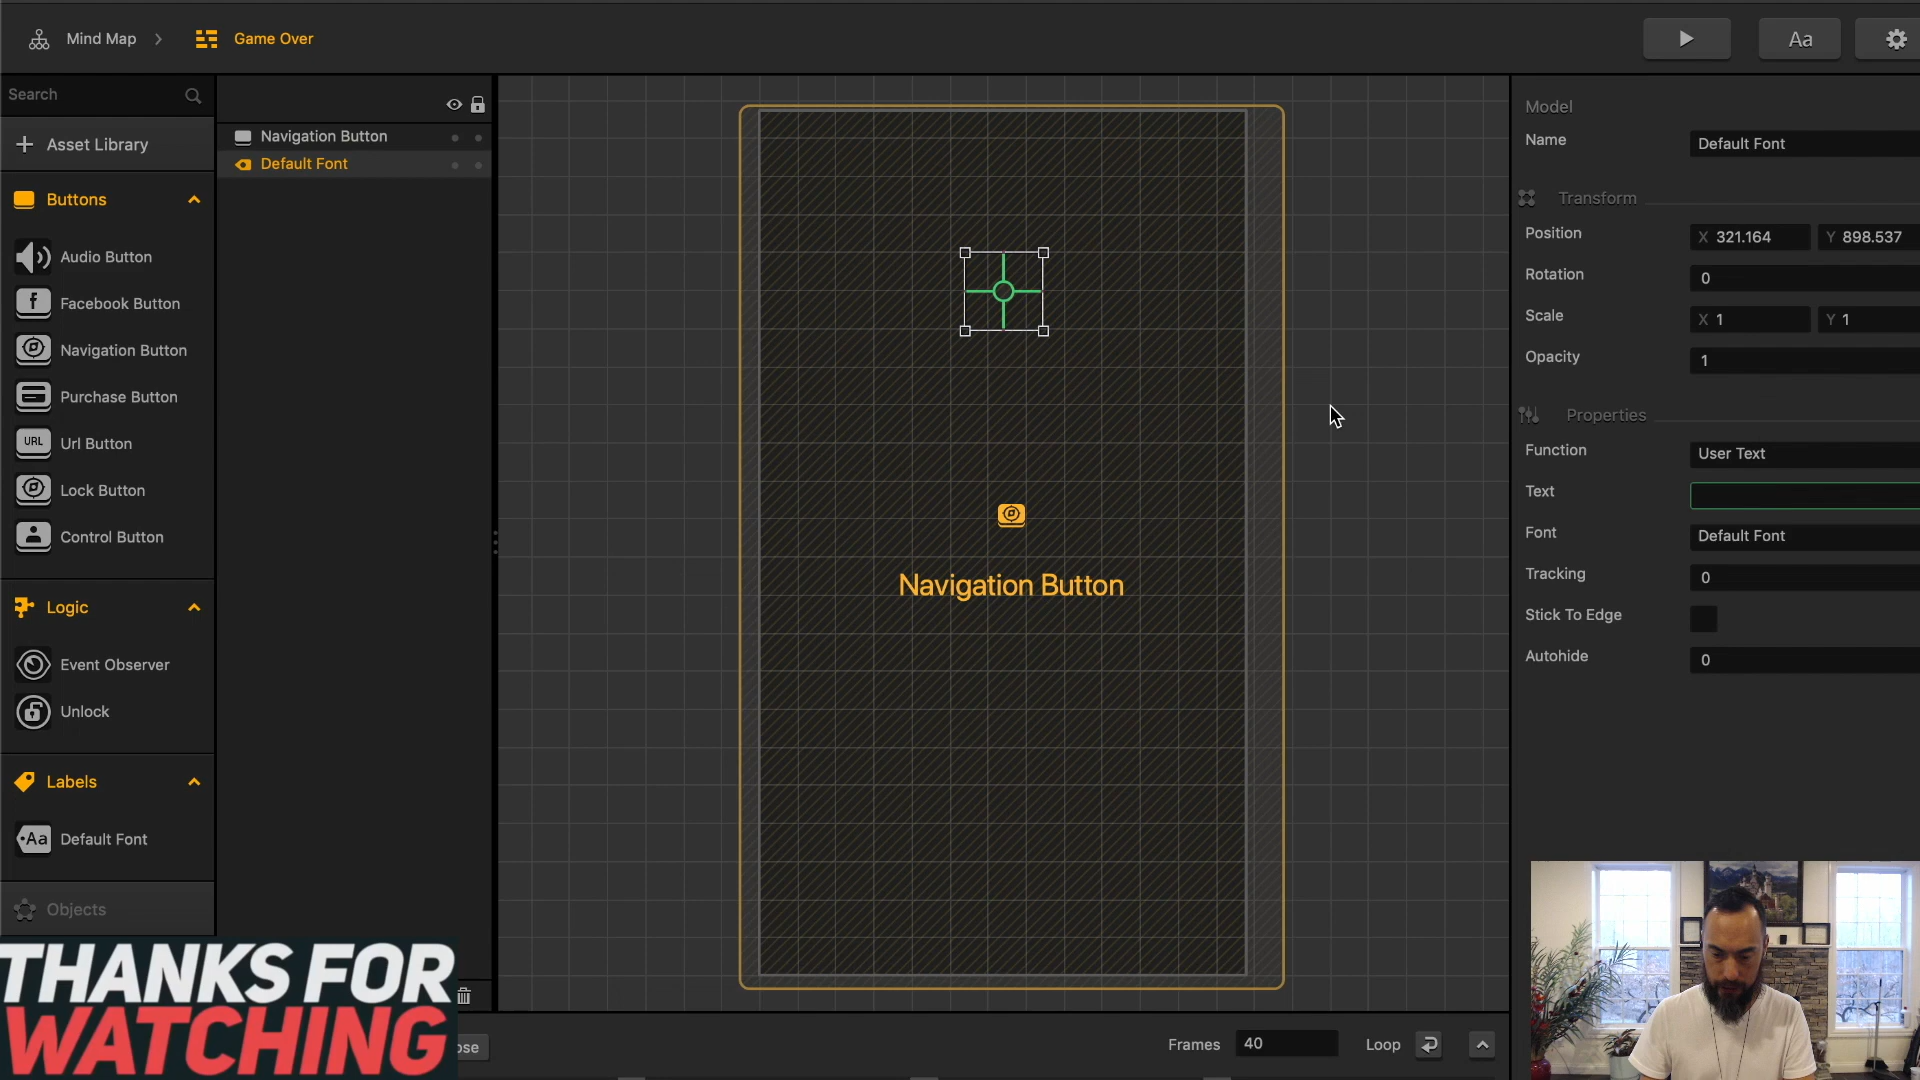 Mind Map
Game Over
Aa
Search
Asset Library
Buttons
Audio Button
Facebook Button
Navigation Button
Purchase Button
URL
Url Button
Lock Button
Control Button
Logic
Event Observer
Unlock
Labels
Aa
Default Font
Objects
Navigation Button
Default Font
Navigation Button
Model
Name
Default Font
Transform
Position
X 321.164
Y 898.537
Rotation
0
Scale
X 1
Y 1
Opacity
1
Properties
Function
User Text
Text
Font
Default Font
Tracking
0
Stick To Edge
Autohide
0
THANKS FOR
WATCHING
ose
Frames
40
Loop